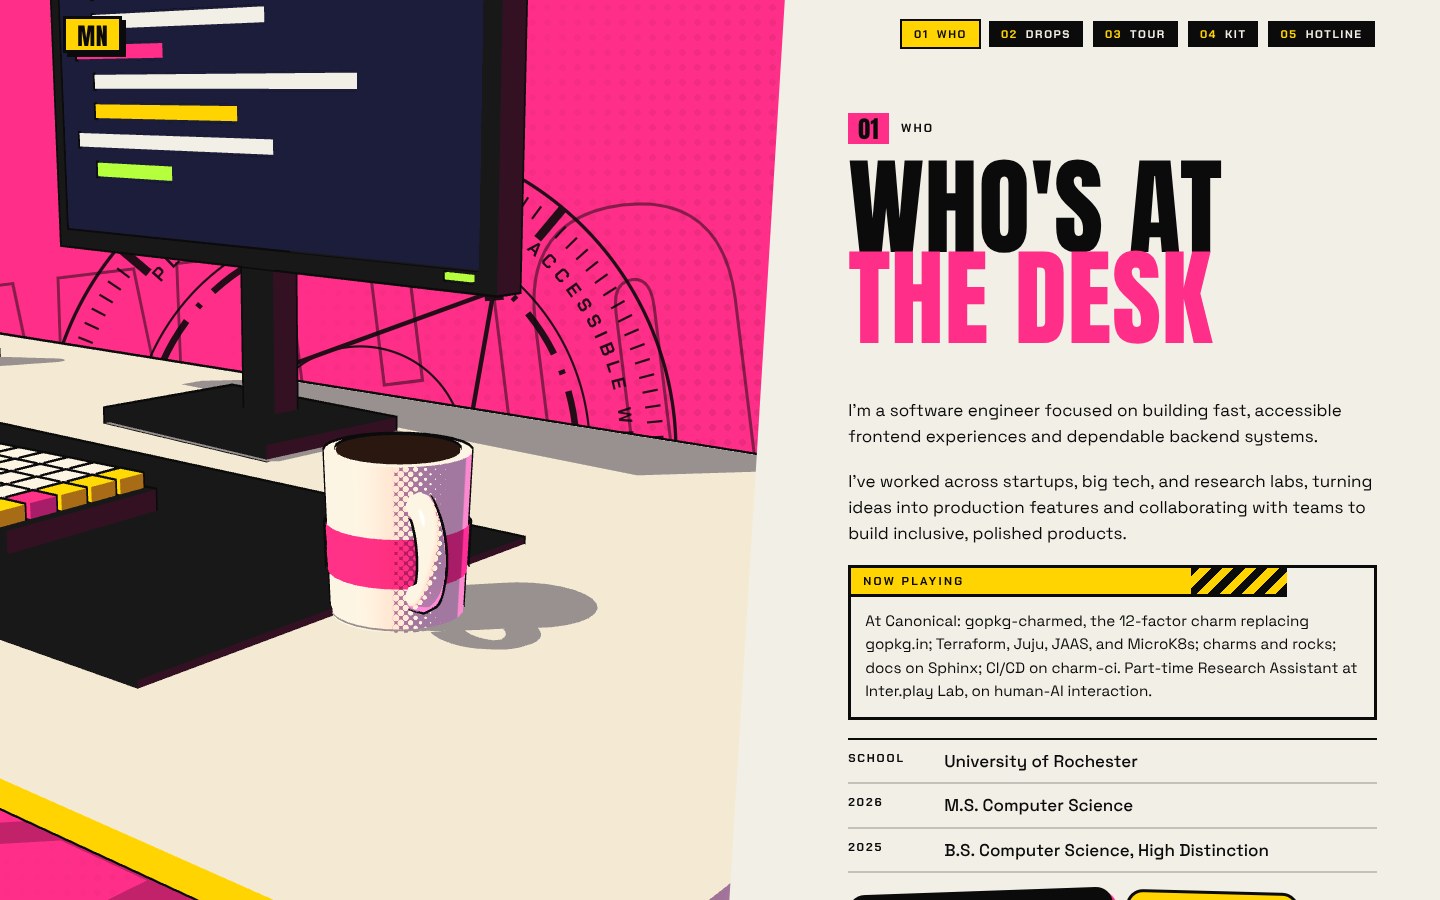 MN
01 WHO
02 DROPS
03 TOUR
04 KIT
05 HOTLINE
ACCESSIBLE
01 WHO
WHO'S AT
THE DESK
I'm a software engineer focused on building fast, accessible
frontend experiences and dependable backend systems.
I've worked across startups, big tech, and research labs, turning
ideas into production features and collaborating with teams to
build inclusive, polished products.
NOW PLAYING
At Canonical: gopkg-charmed, the 12-factor charm replacing
gopkg.in; Terraform, Juju, JAAS, and MicroK8s; charms and rocks;
docs on Sphinx; CI/CD on charm-ci. Part-time Research Assistant at
Inter.play Lab, on human-AI interaction.
SCHOOL University of Rochester
2026 M.S. Computer Science
2025 B.S. Computer Science, High Distinction